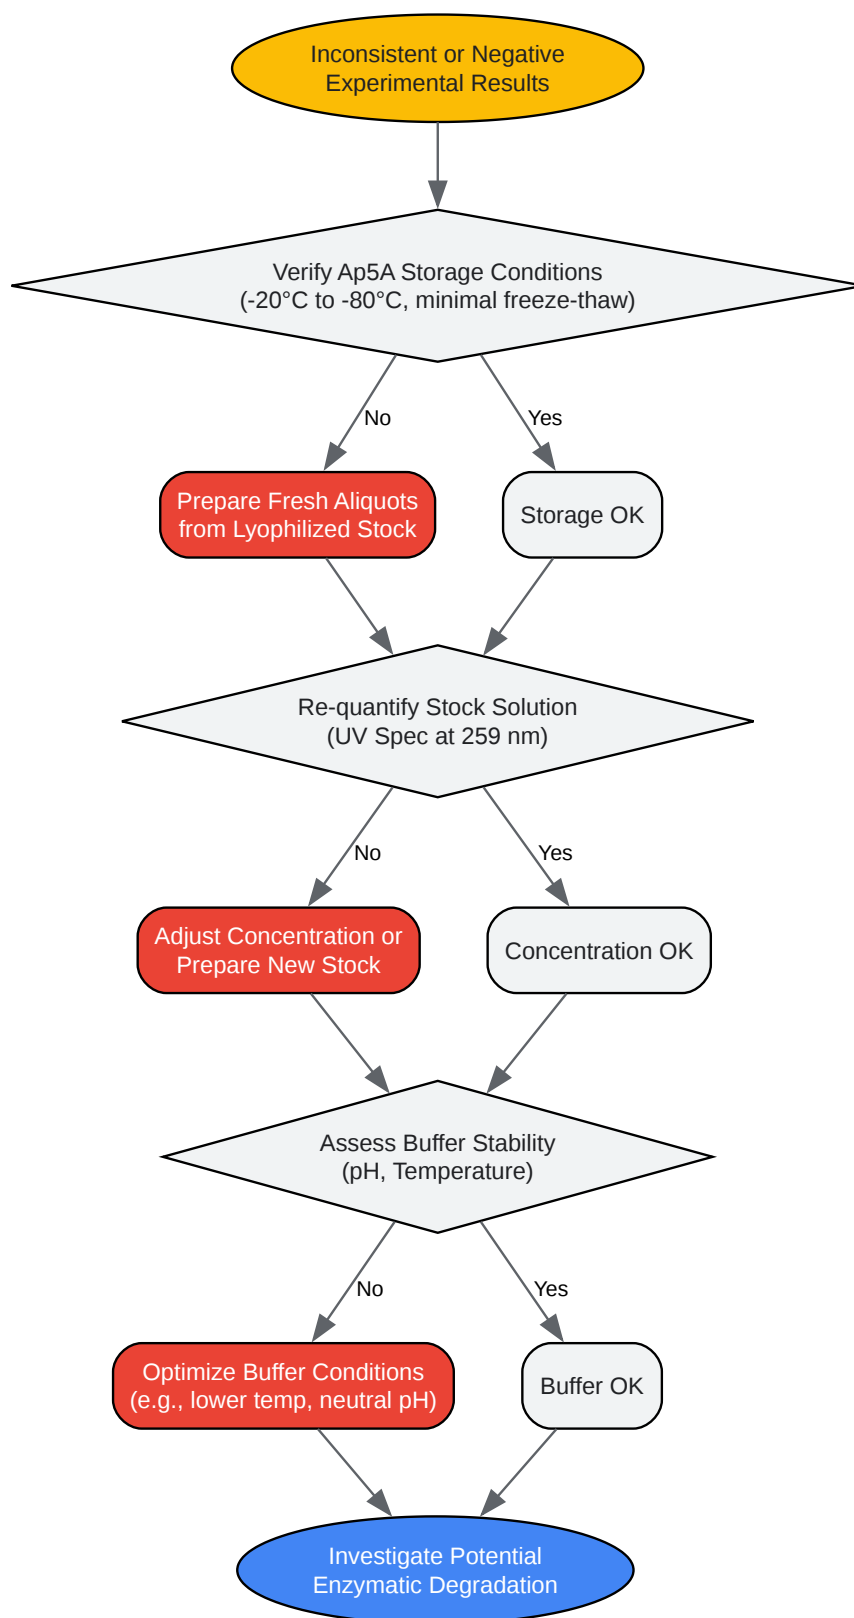 Inconsistent or Negative
Experimental Results
Verify Ap5A Storage Conditions
(-20°C to -80°C, minimal freeze-thaw)
No
Yes
Prepare Fresh Aliquots
from Lyophilized Stock
Storage OK
Re-quantify Stock Solution
(UV Spec at 259 nm)
No
Yes
Adjust Concentration or
Prepare New Stock
Concentration OK
Assess Buffer Stability
(pH, Temperature)
No
Yes
Optimize Buffer Conditions
(e.g., lower temp, neutral pH)
Buffer OK
Investigate Potential
Enzymatic Degradation